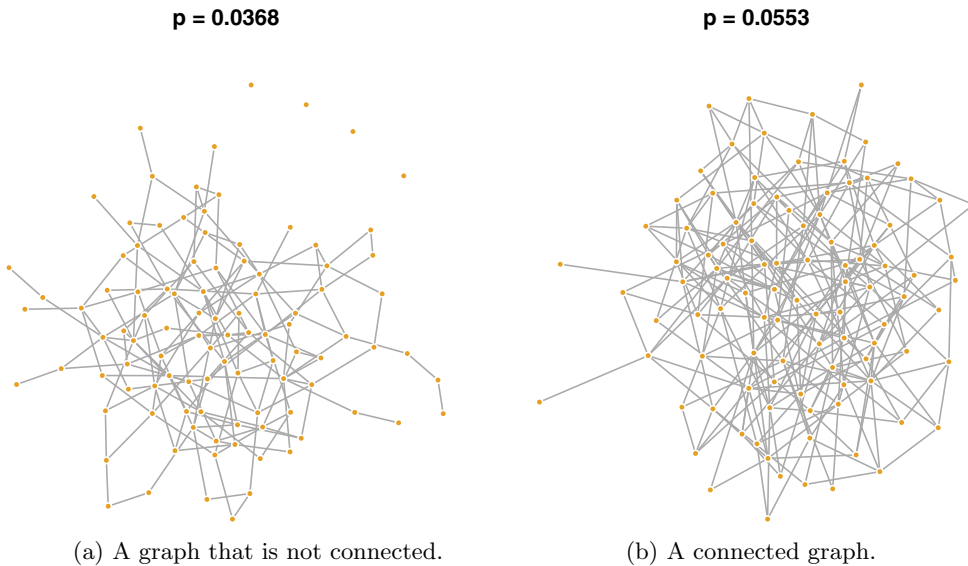 p = 0.0368
p = 0.0553
(a) A graph that is not connected.
(b) A connected graph.